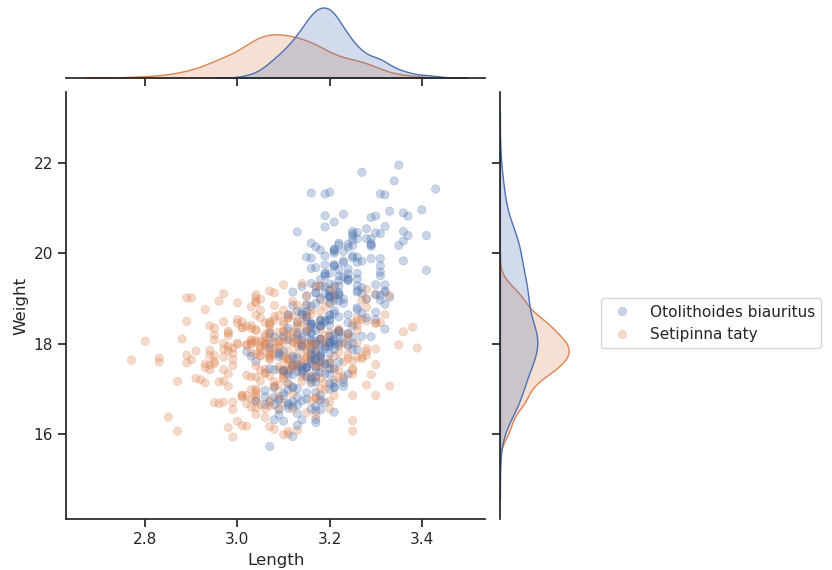 22
20
18
16
Weight
2.8 3.0 3.2 3.4
Length
Otolithoides biauritus
Setipinna taty